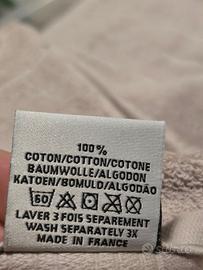 100%
COTON/COTTON/COTONE
BAUMWOLLE/ALGODON
KATOEN/BOMULD/ALGODÃO
60
LAVER 3 FOIS SEPAREMENT
WASH SEPARATELY 3X
MADE IN FRANCE
subito